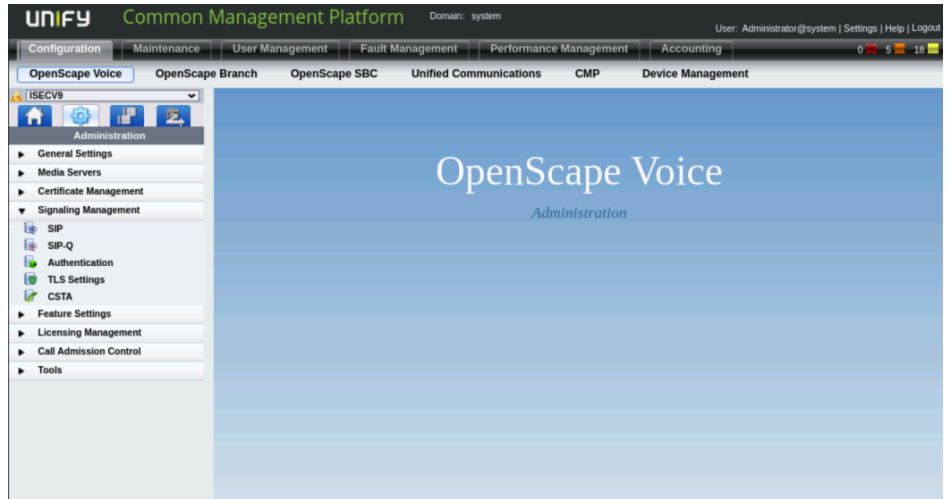 UNIFY Common Management Platform Domain: system
User: Administrator@system | Settings | Help | Logout
Configuration Maintenance User Management Fault Management Performance Management Accounting 0 5 18
OpenScape Voice OpenScape Branch OpenScape SBC Unified Communications CMP Device Management
ISECV9
Administration
General Settings
Media Servers
Certificate Management
Signaling Management
SIP
SIP-Q
Authentication
TLS Settings
CSTA
Feature Settings
Licensing Management
Call Admission Control
Tools
OpenScape Voice
Administration